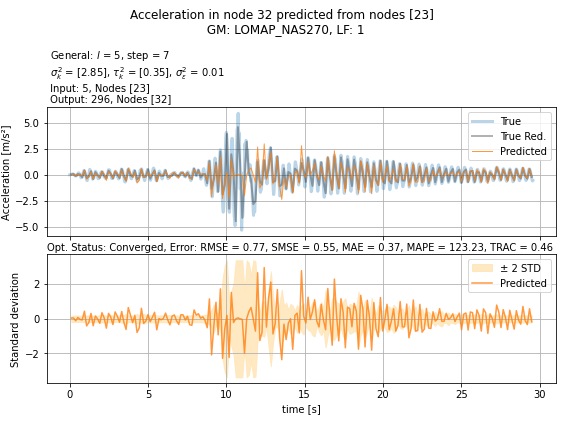 Acceleration in node 32 predicted from nodes [23]
GM: LOMAP_NAS270, LF: 1
General: l = 5, step = 7
σ²ₖ = [2.85], τ²ₖ = [0.35], σ²ε = 0.01
Input: 5, Nodes [23]
Output: 296, Nodes [32]
Acceleration [m/s²]
5.0
2.5
0.0
−2.5
−5.0
True
True Red.
Predicted
Opt. Status: Converged, Error: RMSE = 0.77, SMSE = 0.55, MAE = 0.37, MAPE = 123.23, TRAC = 0.46
Standard deviation
2
0
−2
± 2 STD
Predicted
0 5 10 15 20 25 30
time [s]